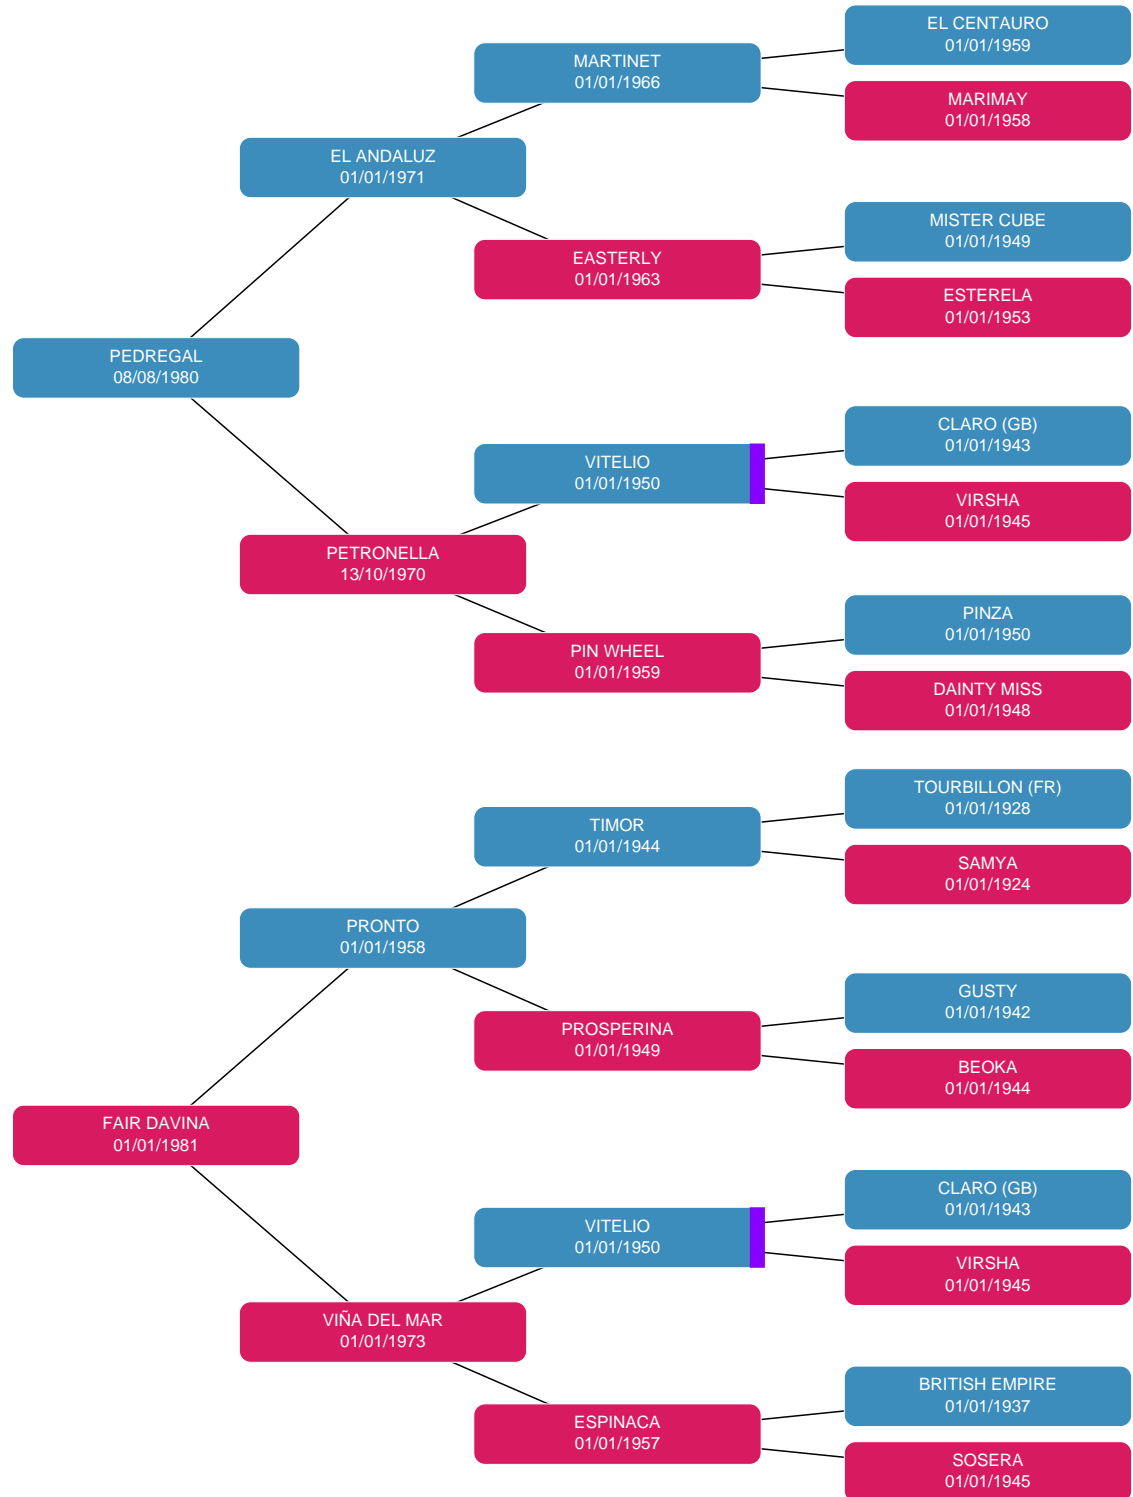 EL CENTAURO
01/01/1959
MARTINET
01/01/1966
MARIMAY
01/01/1958
EL ANDALUZ
01/01/1971
MISTER CUBE
01/01/1949
EASTERLY
01/01/1963
ESTERELA
01/01/1953
PEDREGAL
08/08/1980
CLARO (GB)
01/01/1943
VITELIO
01/01/1950
VIRSHA
01/01/1945
PETRONELLA
13/10/1970
PINZA
01/01/1950
PIN WHEEL
01/01/1959
DAINTY MISS
01/01/1948
TOURBILLON (FR)
01/01/1928
TIMOR
01/01/1944
SAMYA
01/01/1924
PRONTO
01/01/1958
GUSTY
01/01/1942
PROSPERINA
01/01/1949
BEOKA
01/01/1944
FAIR DAVINA
01/01/1981
CLARO (GB)
01/01/1943
VITELIO
01/01/1950
VIRSHA
01/01/1945
VIÑA DEL MAR
01/01/1973
BRITISH EMPIRE
01/01/1937
ESPINACA
01/01/1957
SOSERA
01/01/1945